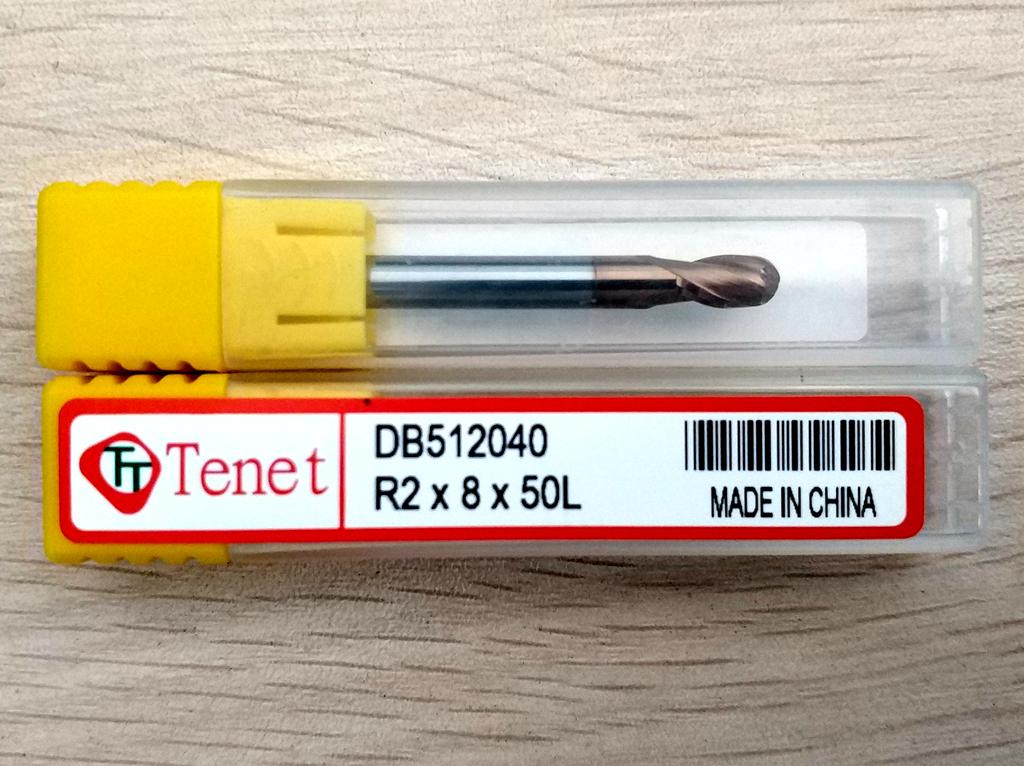 TT Tenet
DB512040
R2 x 8 x 50L
MADE IN CHINA